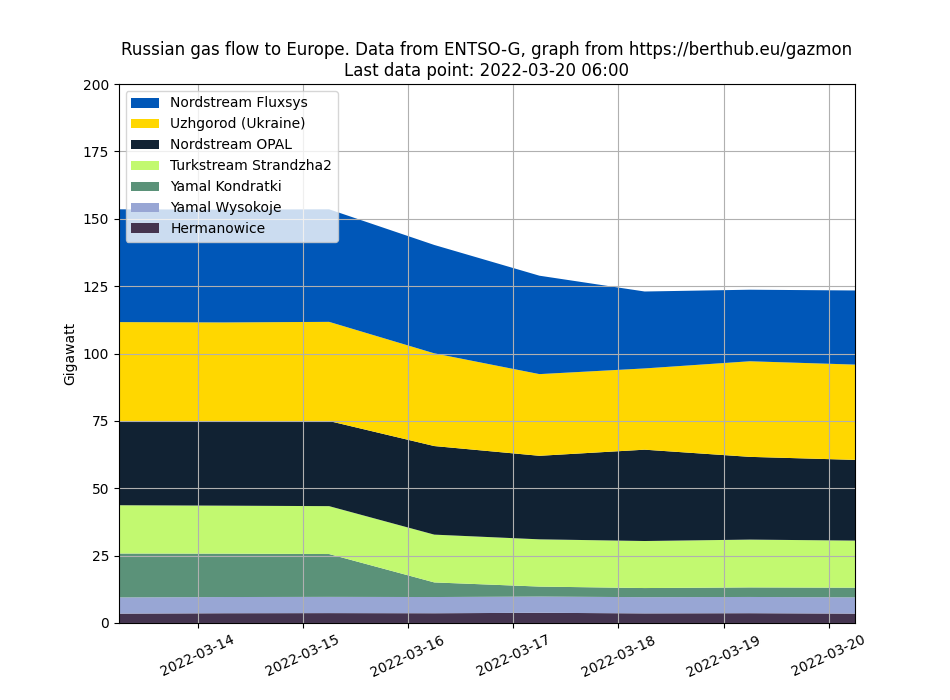 Russian gas flow to Europe. Data from ENTSO-G, graph from https://berthub.eu/gazmon
Last data point: 2022-03-20 06:00
200
175
150
125
100
75
50
25
0
Gigawatt
Nordstream Fluxsys
Uzhgorod (Ukraine)
Nordstream OPAL
Turkstream Strandzha2
Yamal Kondratki
Yamal Wysokoje
Hermanowice
2022-03-14
2022-03-15
2022-03-16
2022-03-17
2022-03-18
2022-03-19
2022-03-20